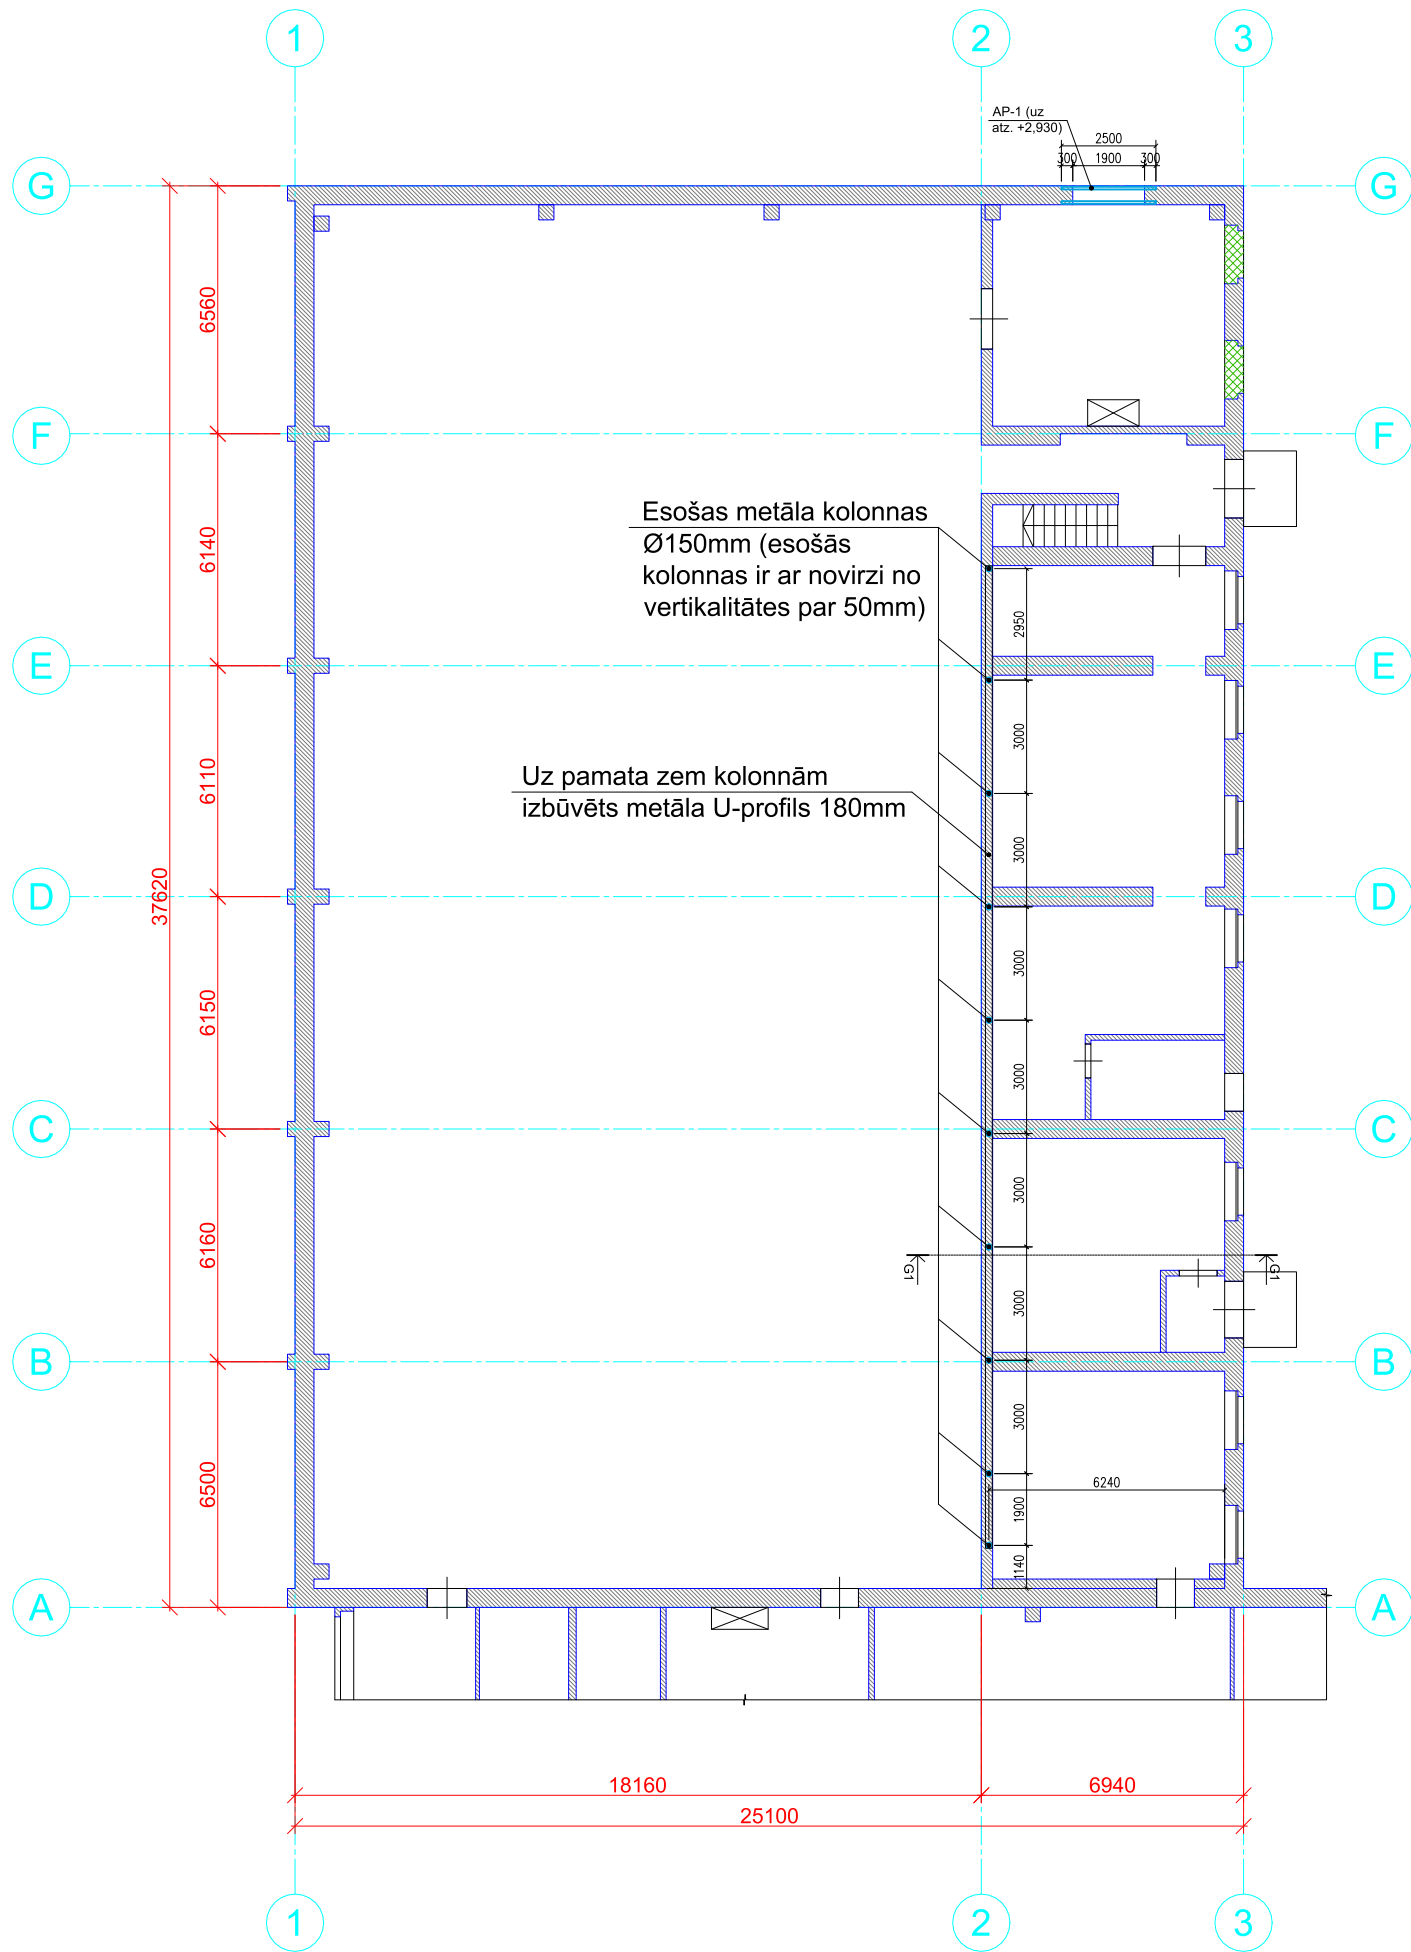 1
2
3
AP-1 (uz
atz. +2,930)
2500
300
1900
300
G
G
6560
F
F
Esošas metāla kolonnas
Ø150mm (esošās
kolonnas ir ar novirzi no
vertikalitātes par 50mm)
6140
2950
E
E
3000
6110
Uz pamata zem kolonnām
izbūvēts metāla U-profils 180mm
3000
37620
D
D
3000
6150
3000
C
C
3000
6160
G1
G1
3000
B
B
3000
6500
6240
1900
1140
A
A
18160
6940
25100
1
2
3